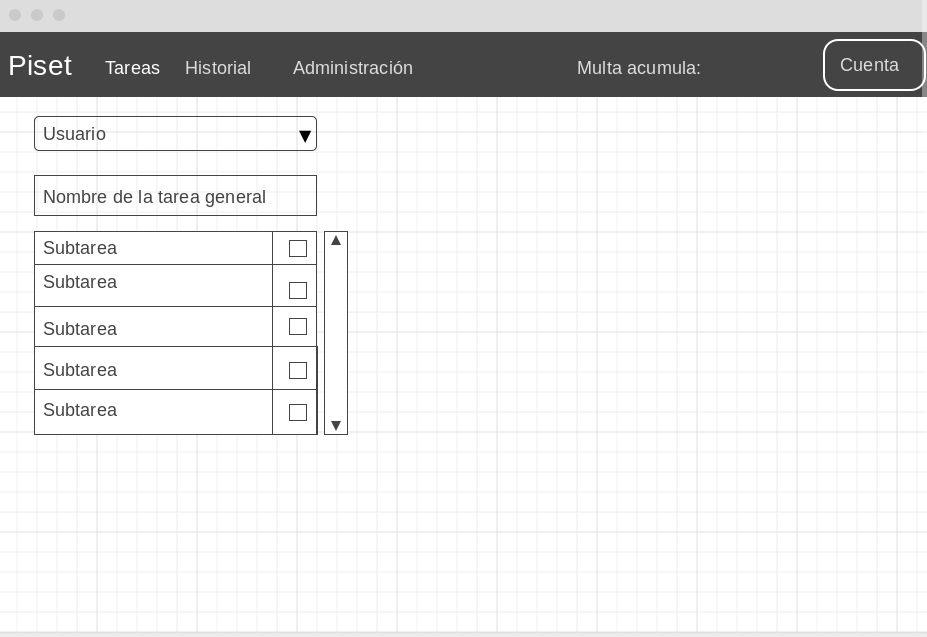 Piset Tareas Historial Administración Multa acumula: Cuenta
Usuario
Nombre de la tarea general
Subtarea
Subtarea
Subtarea
Subtarea
Subtarea